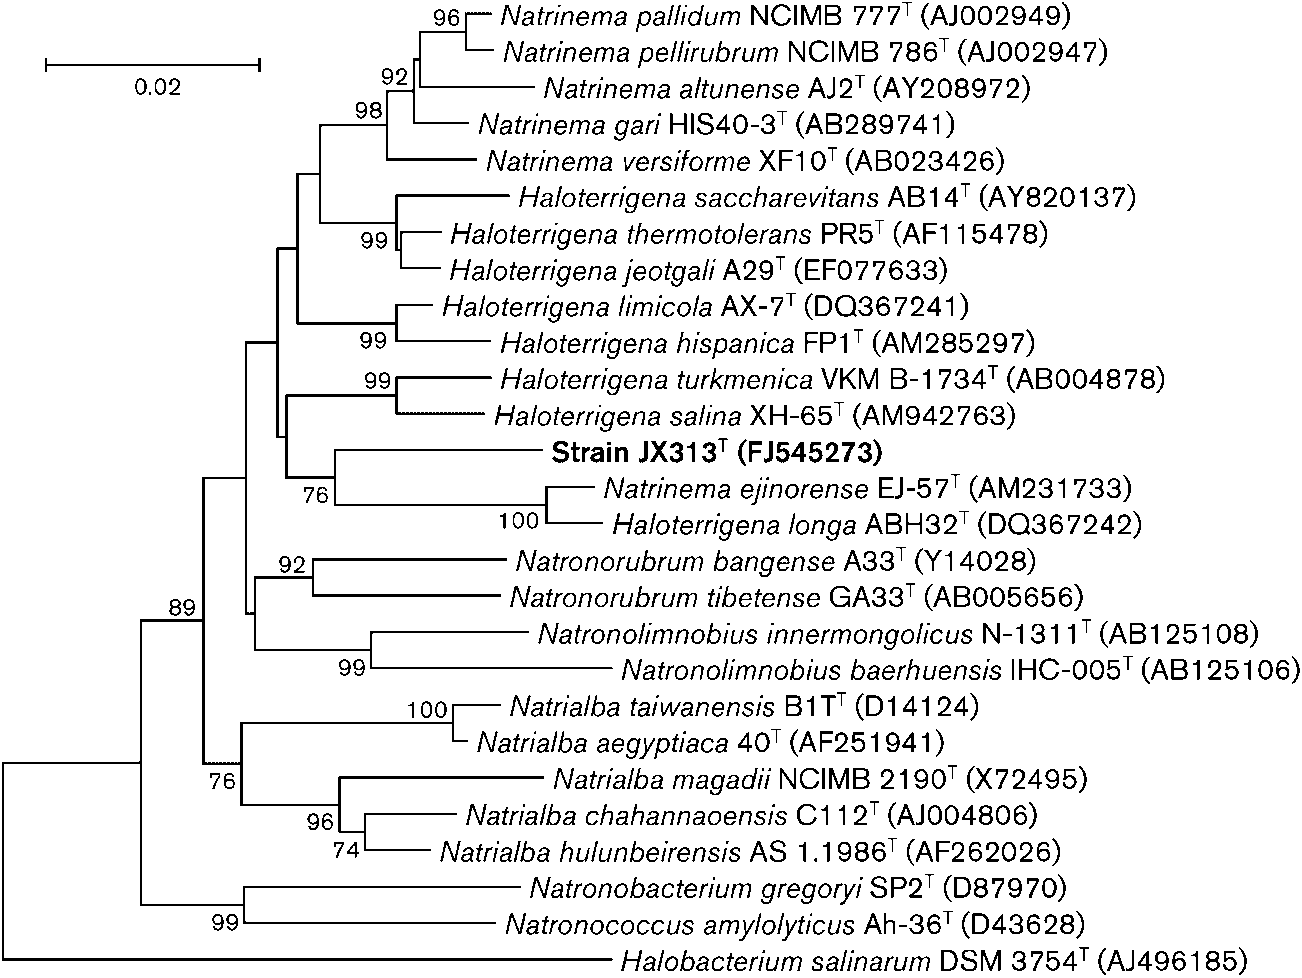 96
Natrinema pallidum NCIMB 777ᵀ (AJ002949)
Natrinema pellirubrum NCIMB 786ᵀ (AJ002947)
0.02
92
Natrinema altunense AJ2ᵀ (AY208972)
98
Natrinema gari HIS40-3ᵀ (AB289741)
Natrinema versiforme XF10ᵀ (AB023426)
Haloterrigena saccharevitans AB14ᵀ (AY820137)
99
Haloterrigena thermotolerans PR5ᵀ (AF115478)
Haloterrigena jeotgali A29ᵀ (EF077633)
Haloterrigena limicola AX-7ᵀ (DQ367241)
99
Haloterrigena hispanica FP1ᵀ (AM285297)
99
Haloterrigena turkmenica VKM B-1734ᵀ (AB004878)
Haloterrigena salina XH-65ᵀ (AM942763)
Strain JX313ᵀ (FJ545273)
76
Natrinema ejinorense EJ-57ᵀ (AM231733)
100
Haloterrigena longa ABH32ᵀ (DQ367242)
92
Natronorubrum bangense A33ᵀ (Y14028)
Natronorubrum tibetense GA33ᵀ (AB005656)
89
Natronolimnobius innermongolicus N-1311ᵀ (AB125108)
99
Natronolimnobius baerhuensis IHC-005ᵀ (AB125106)
100
Natrialba taiwanensis B1Tᵀ (D14124)
Natrialba aegyptiaca 40ᵀ (AF251941)
76
Natrialba magadii NCIMB 2190ᵀ (X72495)
96
Natrialba chahannaoensis C112ᵀ (AJ004806)
74
Natrialba hulunbeirensis AS 1.1986ᵀ (AF262026)
Natronobacterium gregoryi SP2ᵀ (D87970)
99
Natronococcus amylolyticus Ah-36ᵀ (D43628)
Halobacterium salinarum DSM 3754ᵀ (AJ496185)